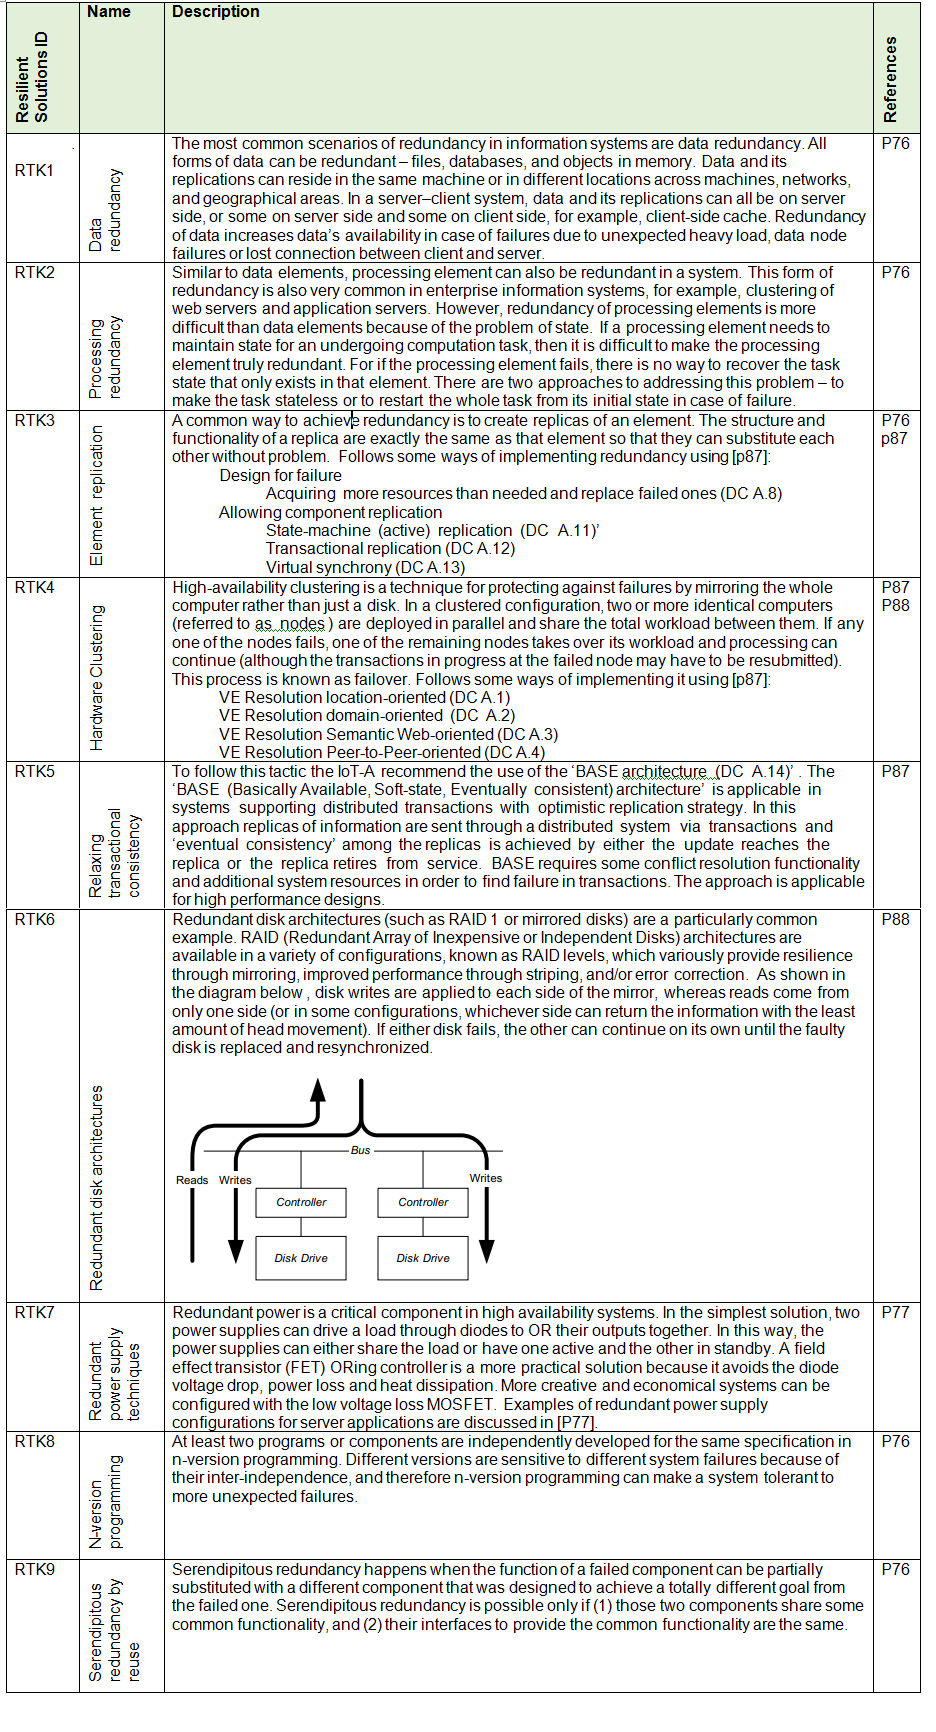 Resilient
Solutions ID
Name
Description
References
RTK1
Data
redundancy
The most common scenarios of redundancy in information systems are data redundancy. All
forms of data can be redundant – files, databases, and objects in memory. Data and its
replications can reside in the same machine or in different locations across machines, networks,
and geographical areas. In a server–client system, data and its replications can all be on server
side, or some on server side and some on client side, for example, client-side cache. Redundancy
of data increases data's availability in case of failures due to unexpected heavy load, data node
failures or lost connection between client and server.
P76
RTK2
Processing
redundancy
Similar to data elements, processing element can also be redundant in a system. This form of
redundancy is also very common in enterprise information systems, for example, clustering of
web servers and application servers. However, redundancy of processing elements is more
difficult than data elements because of the problem of state. If a processing element needs to
maintain state for an undergoing computation task, then it is difficult to make the processing
element truly redundant. For if the processing element fails, there is no way to recover the task
state that only exists in that element. There are two approaches to addressing this problem – to
make the task stateless or to restart the whole task from its initial state in case of failure.
P76
RTK3
Element replication
A common way to achieve redundancy is to create replicas of an element. The structure and
functionality of a replica are exactly the same as that element so that they can substitute each
other without problem. Follows some ways of implementing redundancy using [p87]:
Design for failure
Acquiring more resources than needed and replace failed ones (DC A.8)
Allowing component replication
State-machine (active) replication (DC A.11)'
Transactional replication (DC A.12)
Virtual synchrony (DC A.13)
P76
p87
RTK4
Hardware Clustering
High-availability clustering is a technique for protecting against failures by mirroring the whole
computer rather than just a disk. In a clustered configuration, two or more identical computers
(referred to as nodes ) are deployed in parallel and share the total workload between them. If any
one of the nodes fails, one of the remaining nodes takes over its workload and processing can
continue (although the transactions in progress at the failed node may have to be resubmitted).
This process is known as failover. Follows some ways of implementing it using [p87]:
VE Resolution location-oriented (DC A.1)
VE Resolution domain-oriented (DC A.2)
VE Resolution Semantic Web-oriented (DC A.3)
VE Resolution Peer-to-Peer-oriented (DC A.4)
P87
P88
RTK5
Relaxing
transactional
consistency
To follow this tactic the IoT-A recommend the use of the 'BASE architecture (DC A.14)' . The
'BASE (Basically Available, Soft-state, Eventually consistent) architecture' is applicable in
systems supporting distributed transactions with optimistic replication strategy. In this
approach replicas of information are sent through a distributed system via transactions and
'eventual consistency' among the replicas is achieved by either the update reaches the
replica or the replica retires from service. BASE requires some conflict resolution functionality
and additional system resources in order to find failure in transactions. The approach is applicable
for high performance designs.
P87
RTK6
Redundant disk architectures
Redundant disk architectures (such as RAID 1 or mirrored disks) are a particularly common
example. RAID (Redundant Array of Inexpensive or Independent Disks) architectures are
available in a variety of configurations, known as RAID levels, which variously provide resilience
through mirroring, improved performance through striping, and/or error correction. As shown in
the diagram below , disk writes are applied to each side of the mirror, whereas reads come from
only one side (or in some configurations, whichever side can return the information with the least
amount of head movement). If either disk fails, the other can continue on its own until the faulty
disk is replaced and resynchronized.
Bus
Reads Writes Writes
Controller Controller
Disk Drive Disk Drive
P88
RTK7
Redundant
power supply
techniques
Redundant power is a critical component in high availability systems. In the simplest solution, two
power supplies can drive a load through diodes to OR their outputs together. In this way, the
power supplies can either share the load or have one active and the other in standby. A field
effect transistor (FET) ORing controller is a more practical solution because it avoids the diode
voltage drop, power loss and heat dissipation. More creative and economical systems can be
configured with the low voltage loss MOSFET. Examples of redundant power supply
configurations for server applications are discussed in [P77].
P77
RTK8
N-version
programming
At least two programs or components are independently developed for the same specification in
n-version programming. Different versions are sensitive to different system failures because of
their inter-independence, and therefore n-version programming can make a system tolerant to
more unexpected failures.
P76
RTK9
Serendipitous
redundancy by
reuse
Serendipitous redundancy happens when the function of a failed component can be partially
substituted with a different component that was designed to achieve a totally different goal from
the failed one. Serendipitous redundancy is possible only if (1) those two components share some
common functionality, and (2) their interfaces to provide the common functionality are the same.
P76